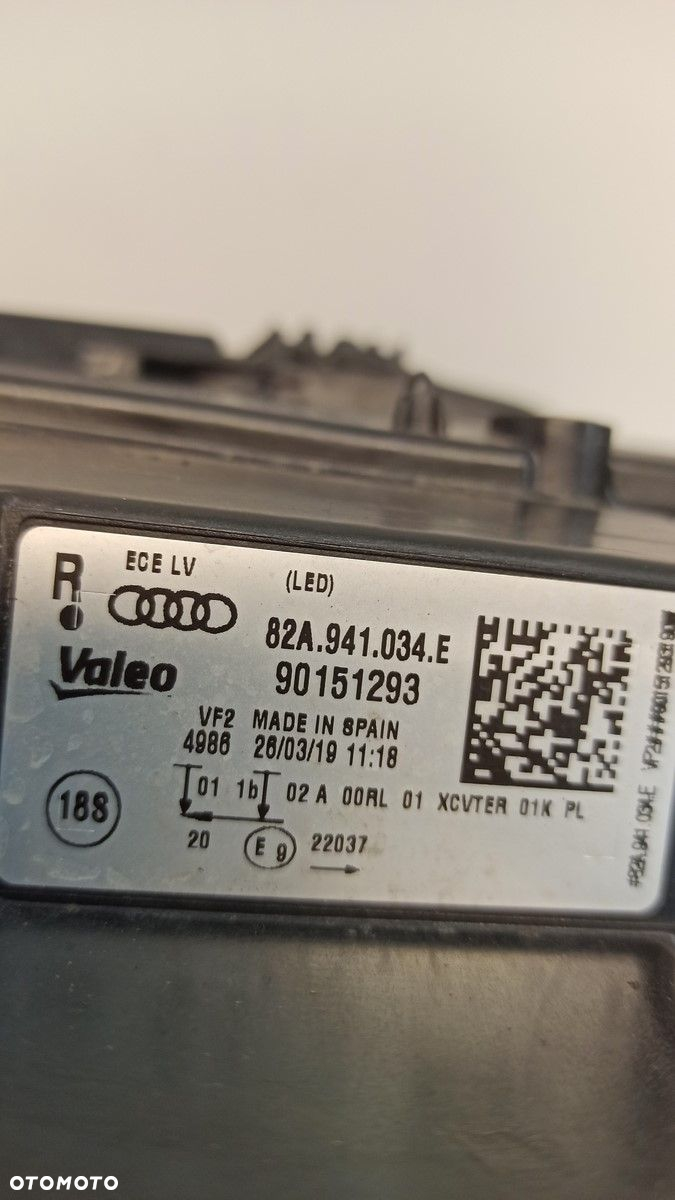 R
ECE LV
(LED)
82A.941.034.E
Valeo
90151293
VF2 MADE IN SPAIN
4986 26/03/19 11:18
188
01 1b 02 A 00RL 01 XCVTER 01K PL
20
E 9
22037
OTOMOTO